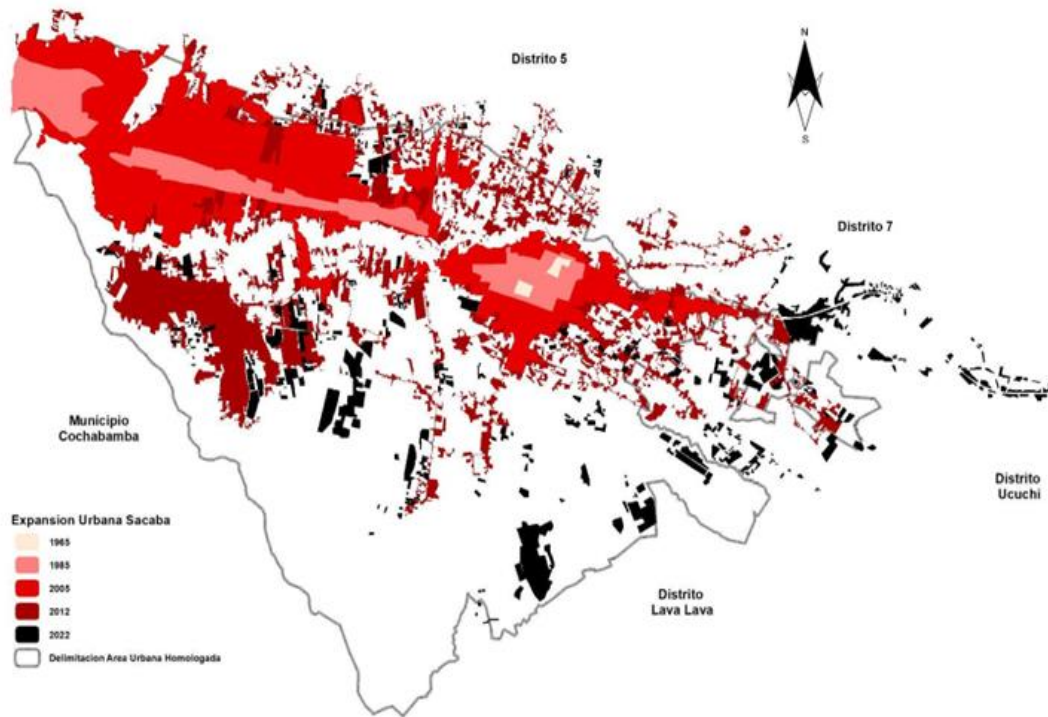 N
Distrito 5
S
Distrito 7
Municipio
Cochabamba
Distrito
Ucuchi
Expansion Urbana Sacaba
1965
1985
2005
2012
2022
Delimitacion Area Urbana Homologada
Distrito
Lava Lava